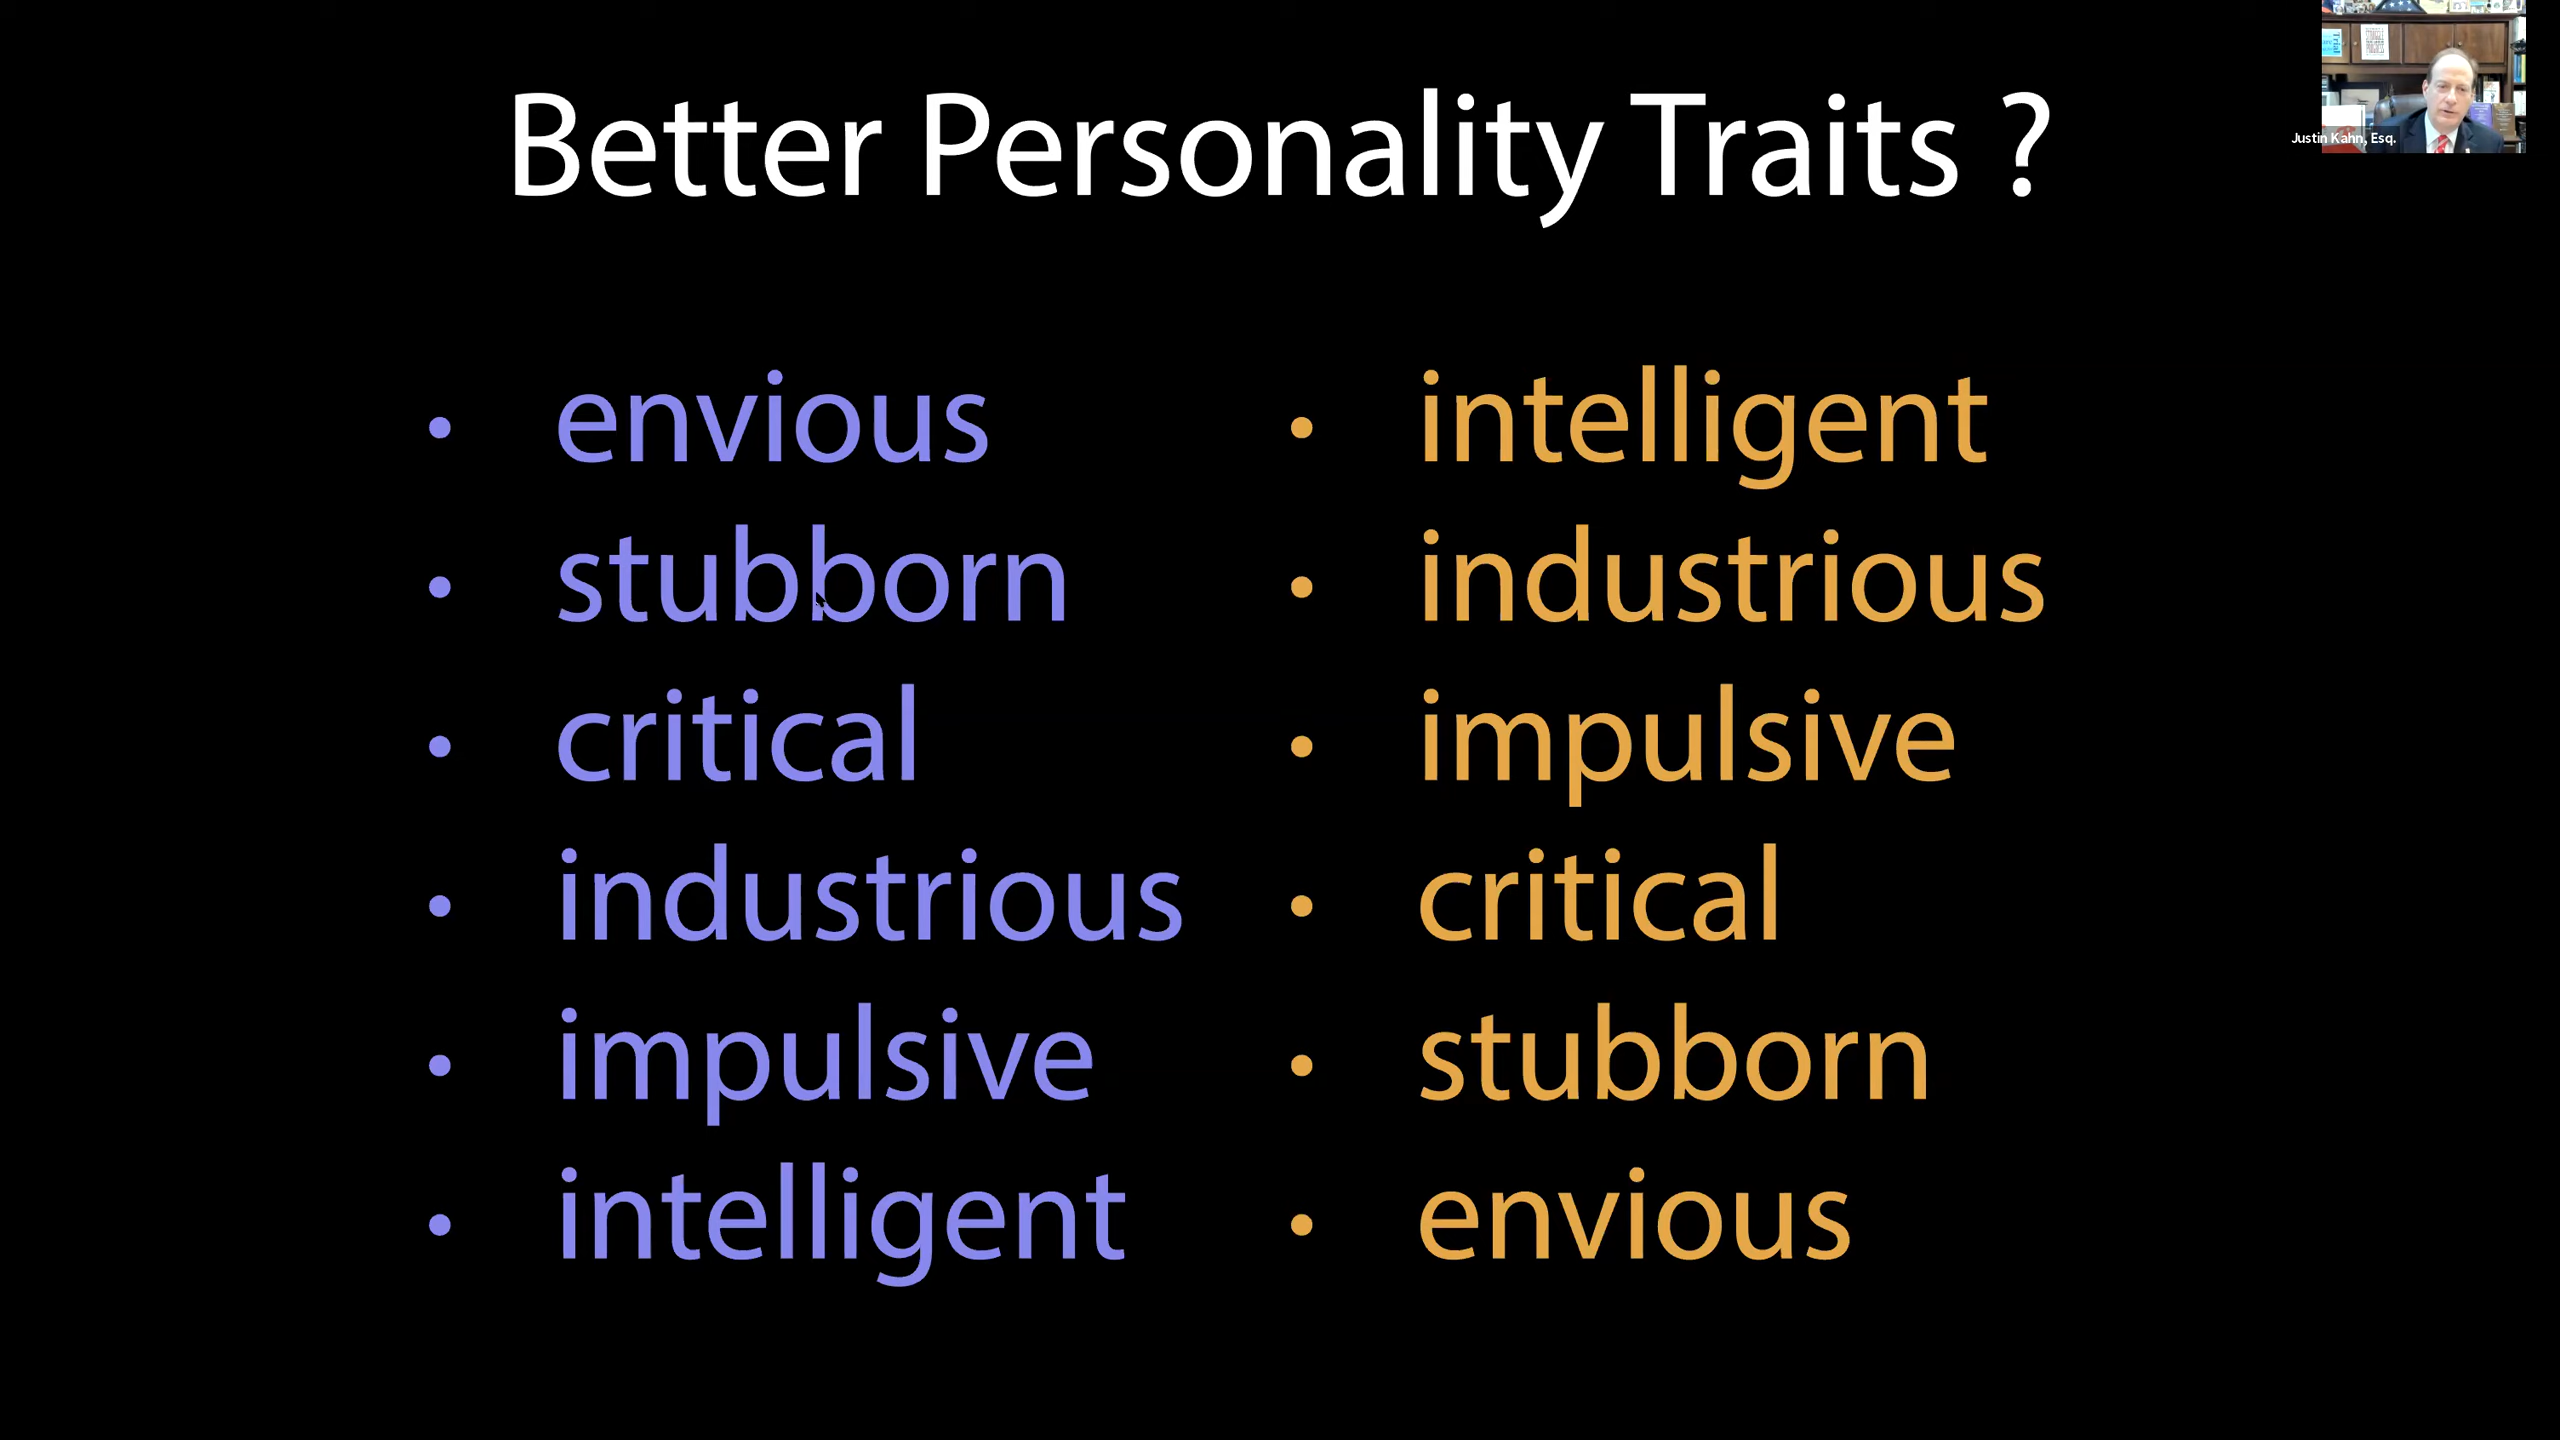 Better Personality Traits ?
Justin Kahn, Esq.
• envious
• stubborn
• critical
• industrious
• impulsive
• intelligent
• intelligent
• industrious
• impulsive
• critical
• stubborn
• envious